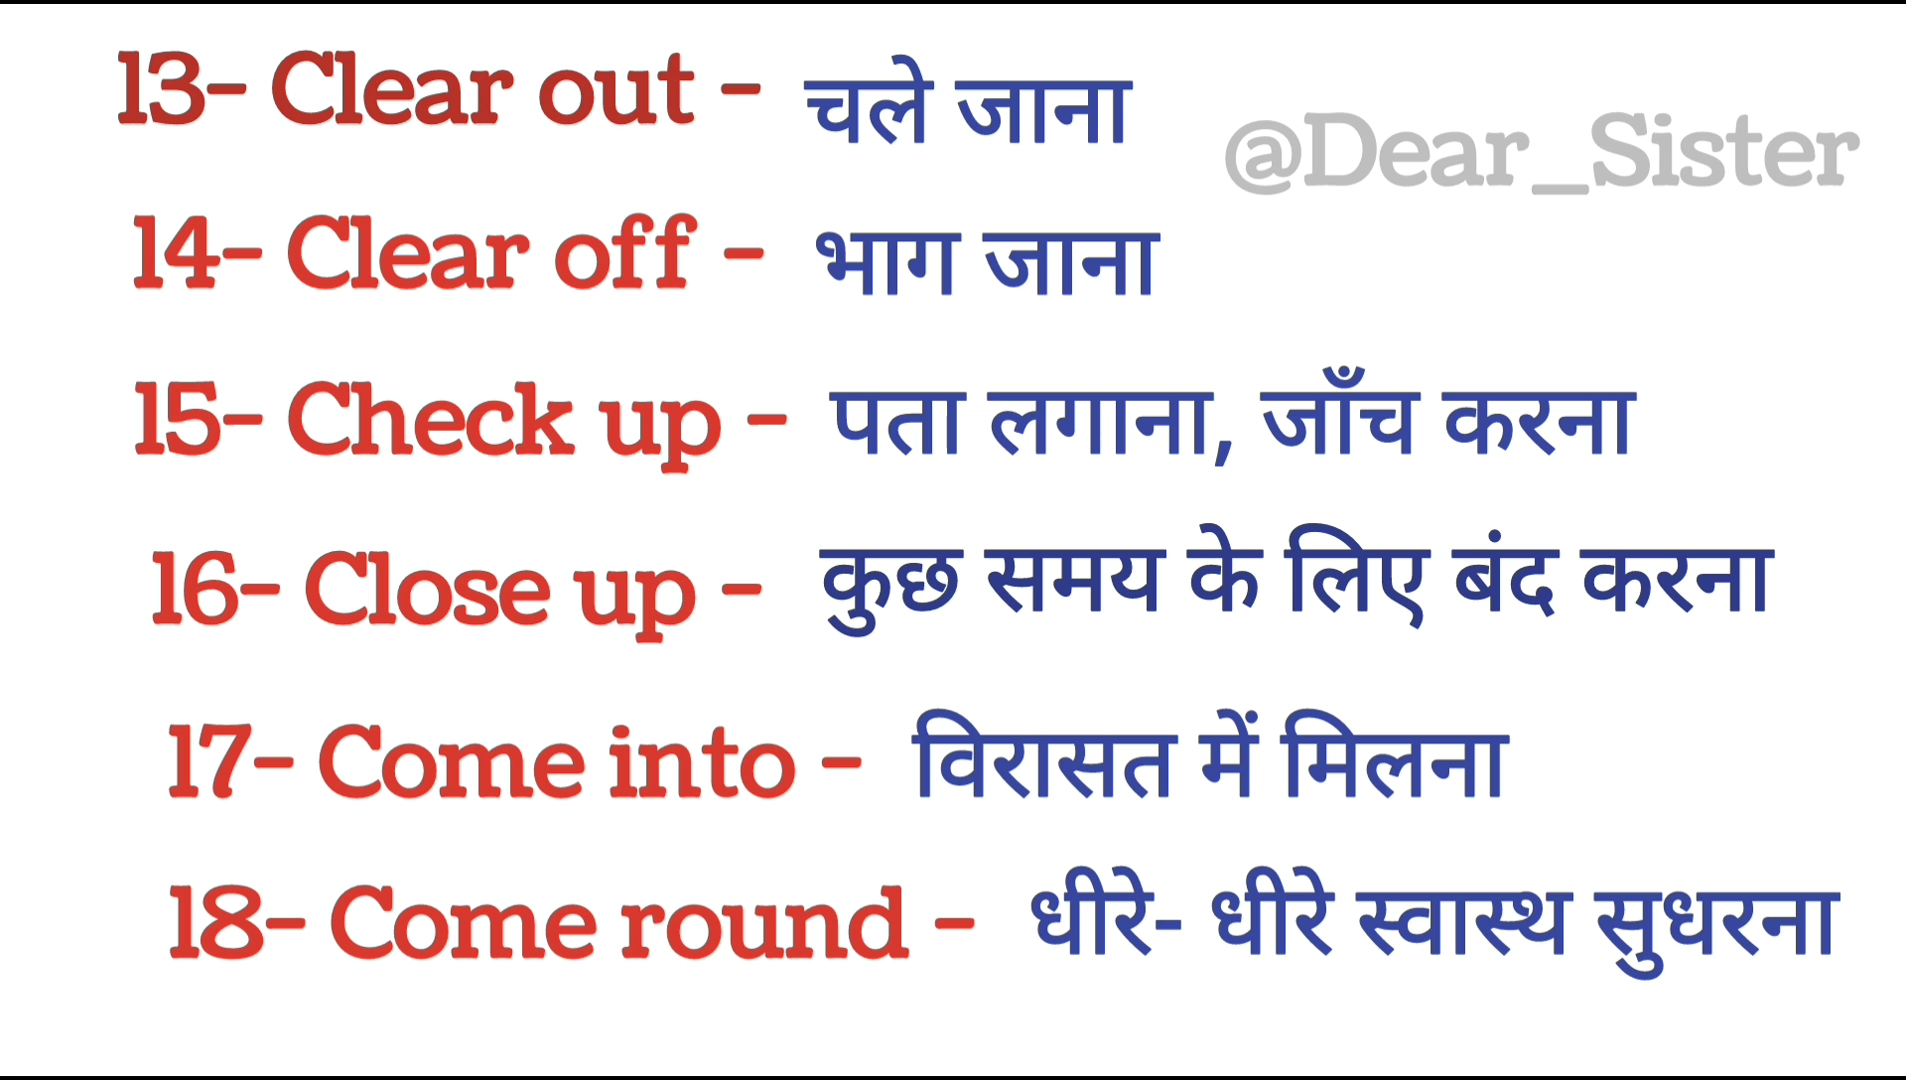 13- Clear out - चले जाना
@Dear_Sister
14- Clear off - भाग जाना
15- Check up - पता लगाना, जाँच करना
16- Close up - कुछ समय के लिए बंद करना
17- Come into - विरासत में मिलना
18- Come round - धीरे- धीरे स्वास्थ सुधरना